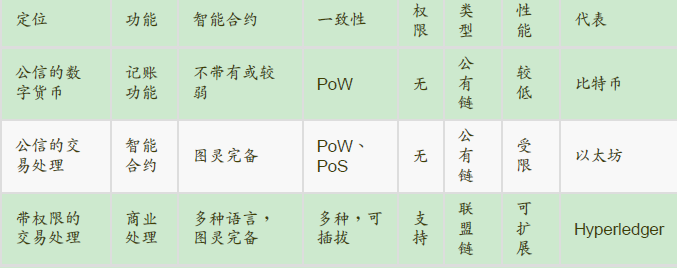 定位 功能 智能合约 一致性 权限 类型 性能 代表
公信的数字货币 记账功能 不带有或较弱 PoW 无 公有链 较低 比特币
公信的交易处理 智能合约 图灵完备 PoW、PoS 无 公有链 受限 以太坊
带权限的交易处理 商业处理 多种语言，图灵完备 多种，可插拔 支持 联盟链 可扩展 Hyperledger